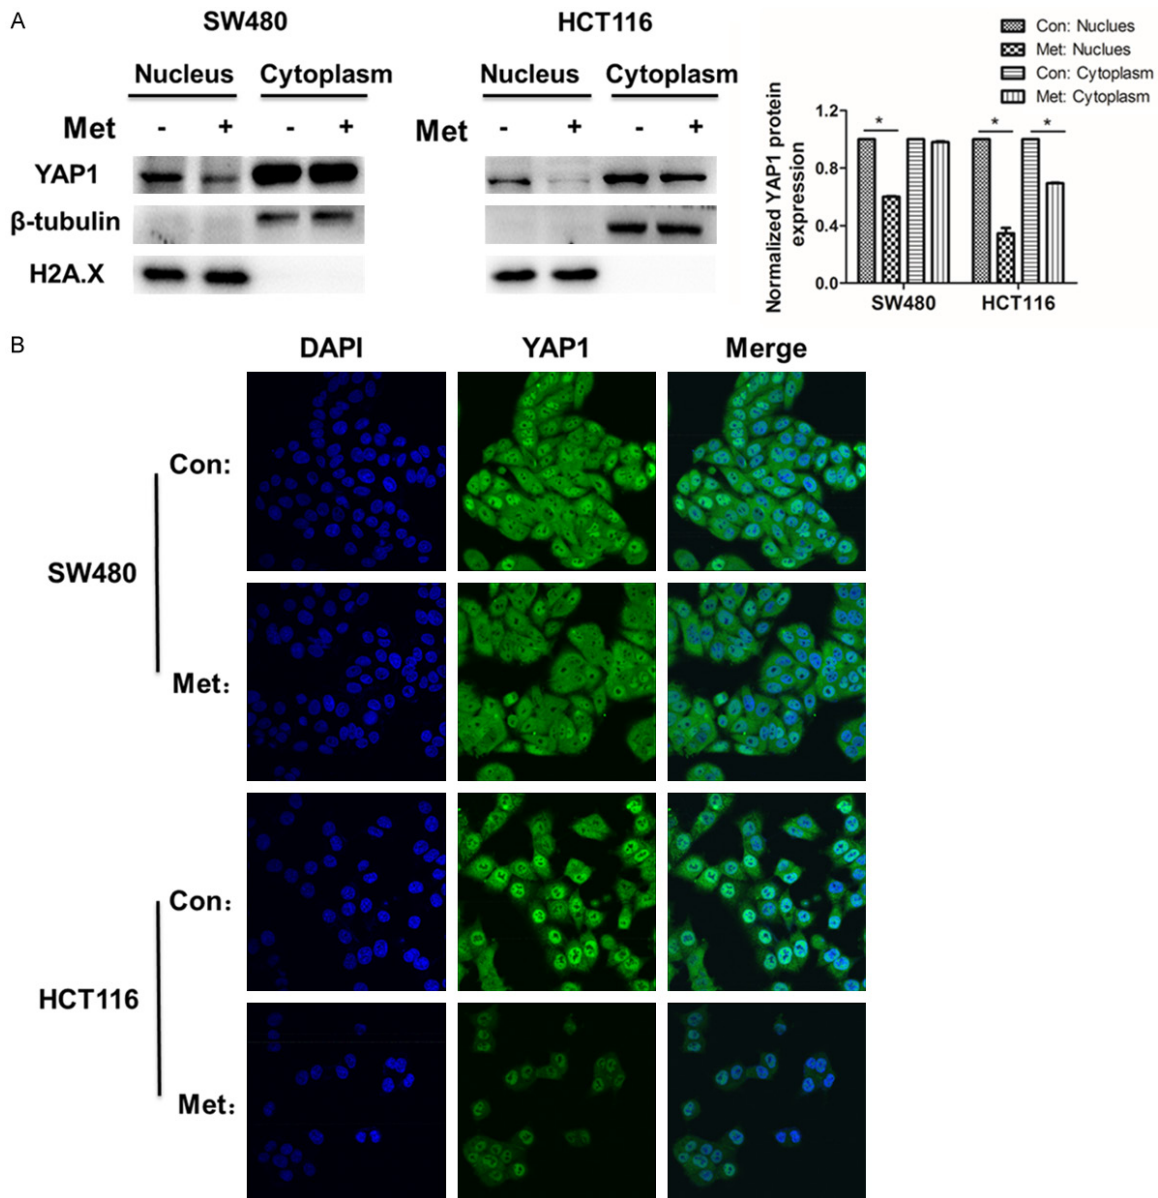 A
SW480
HCT116
Nucleus Cytoplasm
Nucleus Cytoplasm
Met - + - +
Met - + - +
YAP1
β-tubulin
H2A.X
Con: Nuclues
Met: Nuclues
Con: Cytoplasm
Met: Cytoplasm
Normalized YAP1 protein
expression
1.2
0.8
0.4
0.0
*
*
*
SW480
HCT116
B
DAPI YAP1 Merge
Con:
SW480
Met:
Con:
HCT116
Met: